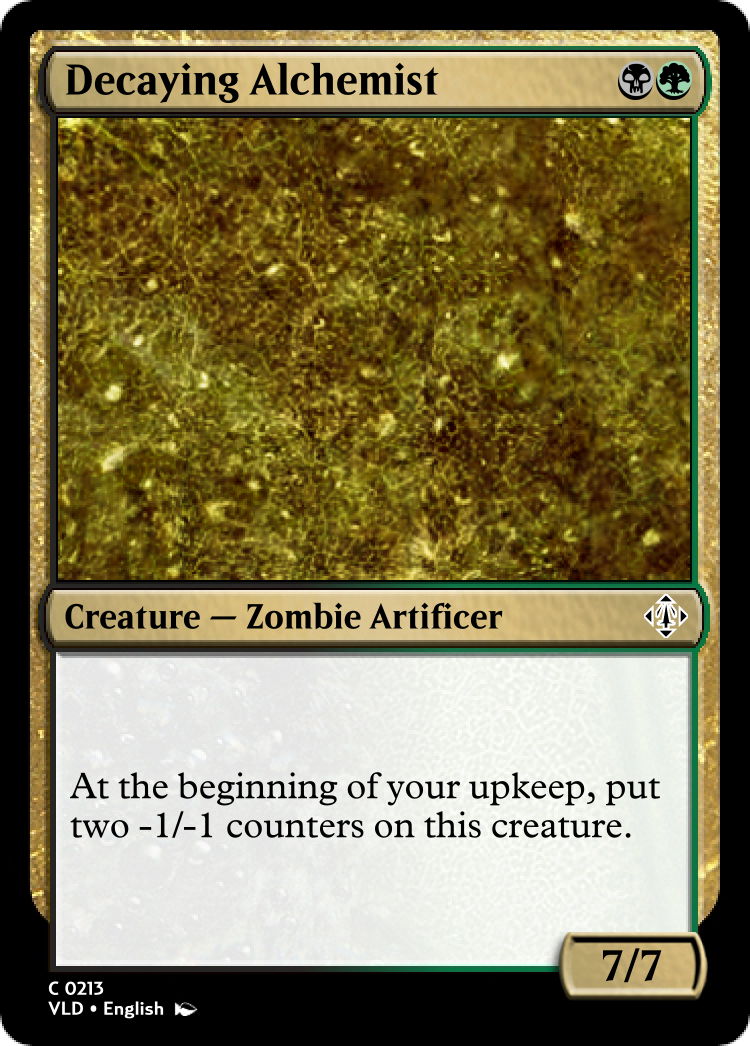 Decaying Alchemist
Creature — Zombie Artificer
At the beginning of your upkeep, put
two -1/-1 counters on this creature.
7/7
C 0213
VLD • English